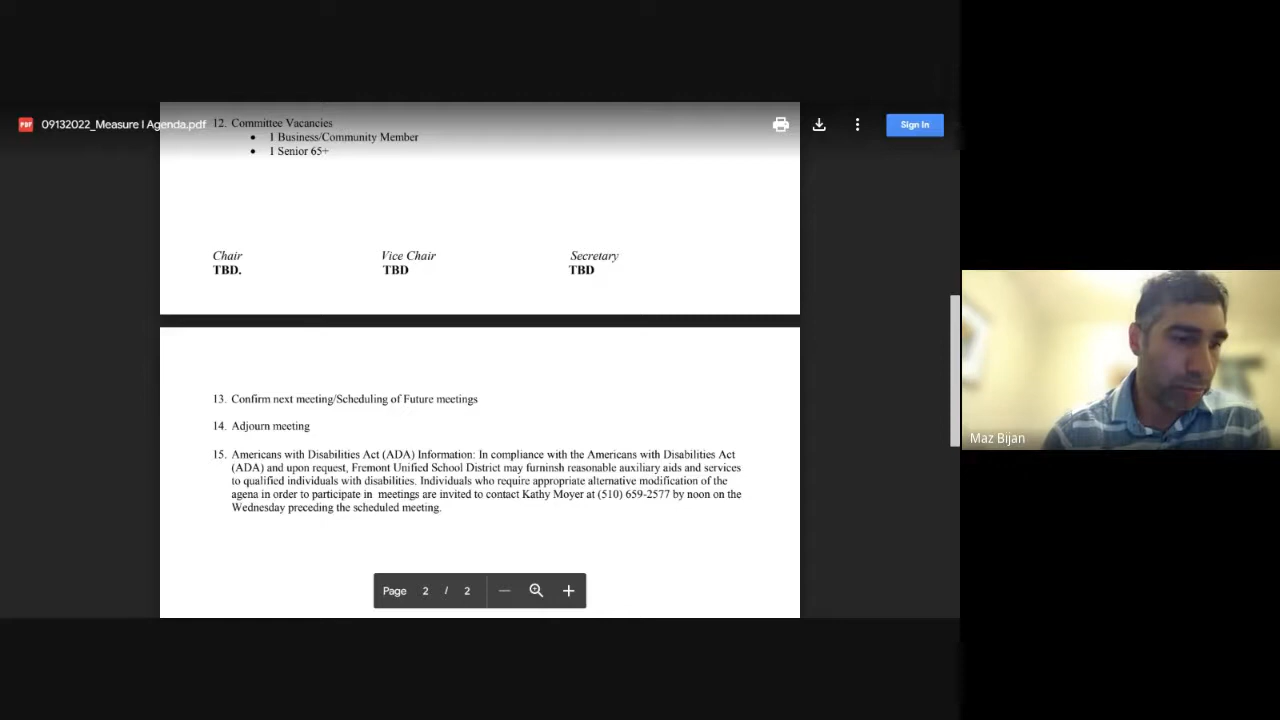 09132022_Measure I Agenda.pdf
Sign In
12. Committee Vacancies
• 1 Business/Community Member
• 1 Senior 65+
Chair Vice Chair Secretary
TBD. TBD TBD
13. Confirm next meeting/Scheduling of Future meetings
14. Adjourn meeting
15. Americans with Disabilities Act (ADA) Information: In compliance with the Americans with Disabilities Act
(ADA) and upon request, Fremont Unified School District may furninsh reasonable auxiliary aids and services
to qualified individuals with disabilities. Individuals who require appropriate alternative modification of the
agena in order to participate in meetings are invited to contact Kathy Moyer at (510) 659-2577 by noon on the
Wednesday preceding the scheduled meeting.
Page 2 / 2
Maz Bijan